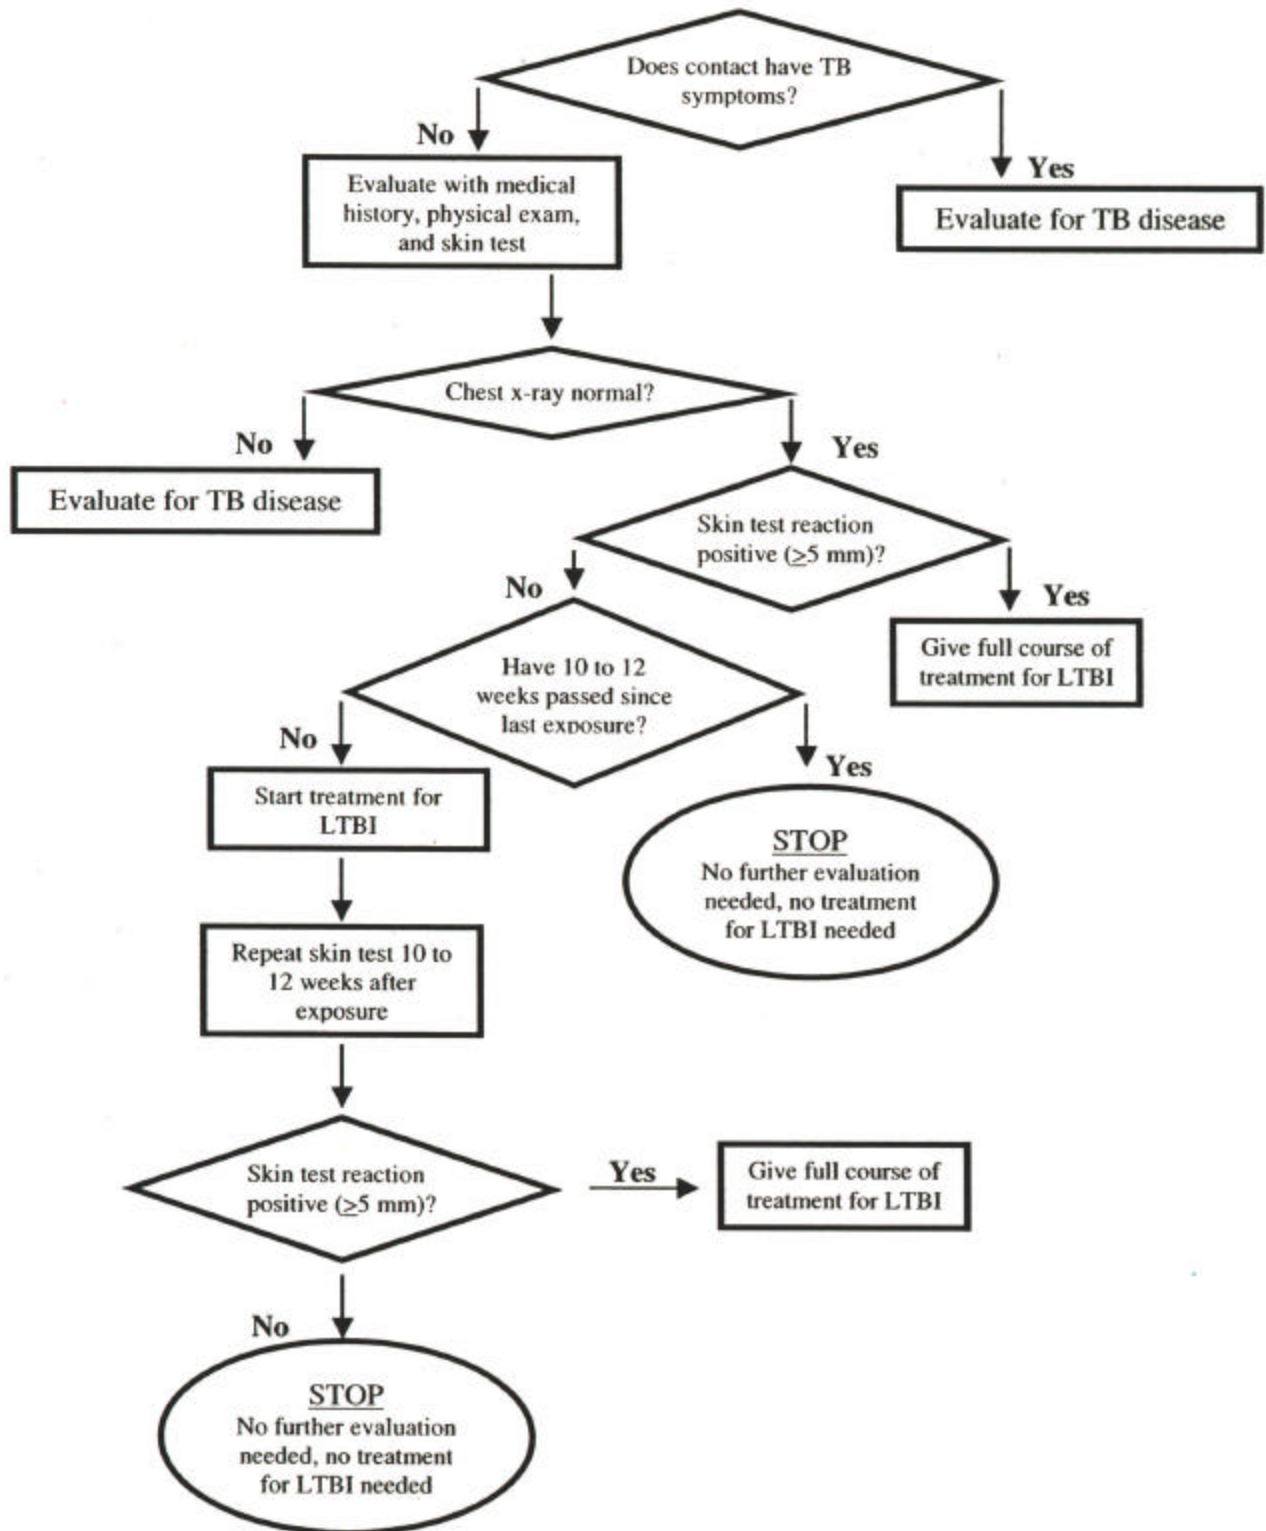 Does contact have TB
symptoms?
No
Yes
Evaluate with medical
history, physical exam,
and skin test
Evaluate for TB disease
Chest x-ray normal?
No
Yes
Evaluate for TB disease
Skin test reaction
positive (≥5 mm)?
No
Yes
Give full course of
treatment for LTBI
Have 10 to 12
weeks passed since
last exposure?
No
Yes
Start treatment for
LTBI
STOP
No further evaluation
needed, no treatment
for LTBI needed
Repeat skin test 10 to
12 weeks after
exposure
Skin test reaction
positive (≥5 mm)?
Yes
Give full course of
treatment for LTBI
No
STOP
No further evaluation
needed, no treatment
for LTBI needed